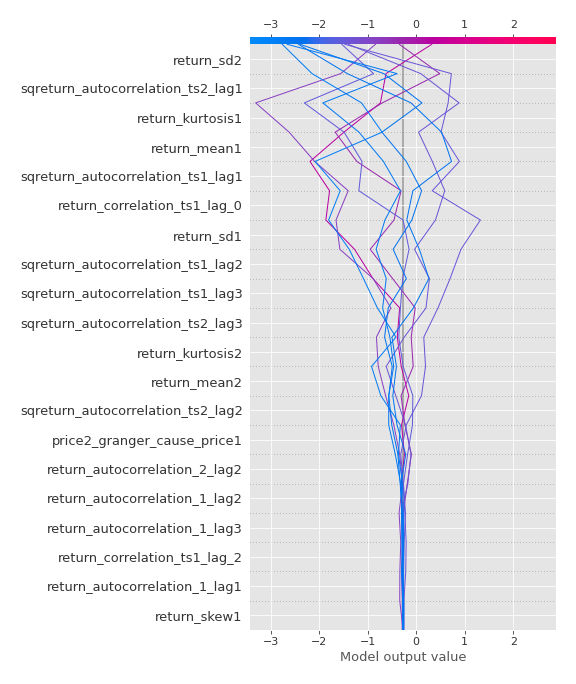 −3 −2 −1 0 1 2
return_sd2
sqreturn_autocorrelation_ts2_lag1
return_kurtosis1
return_mean1
sqreturn_autocorrelation_ts1_lag1
return_correlation_ts1_lag_0
return_sd1
sqreturn_autocorrelation_ts1_lag2
sqreturn_autocorrelation_ts1_lag3
sqreturn_autocorrelation_ts2_lag3
return_kurtosis2
return_mean2
sqreturn_autocorrelation_ts2_lag2
price2_granger_cause_price1
return_autocorrelation_2_lag2
return_autocorrelation_1_lag2
return_autocorrelation_1_lag3
return_correlation_ts1_lag_2
return_autocorrelation_1_lag1
return_skew1
−3 −2 −1 0 1 2
Model output value